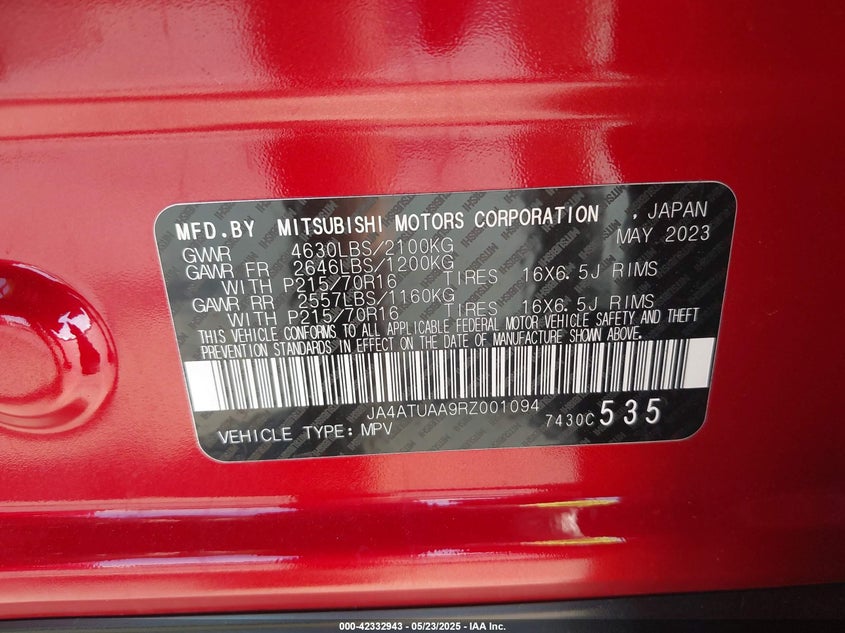 MFD.BY MITSUBISHI MOTORS CORPORATION , JAPAN
GVWR 4630LBS/2100KG MAY 2023
GAWR FR 2646LBS/1200KG
WITH P215/70R16 TIRES 16X6.5J RIMS
GAWR RR 2557LBS/1160KG
WITH P215/70R16 TIRES 16X6.5J RIMS
THIS VEHICLE CONFORMS TO ALL APPLICABLE FEDERAL MOTOR VEHICLE SAFETY AND THEFT
PREVENTION STANDARDS IN EFFECT ON THE DATE OF MANUFACTURE SHOWN ABOVE.
JA4ATUAA9RZ001094
VEHICLE TYPE: MPV 7430C 535
000-42332943 - 05/23/2025 - IAA Inc.